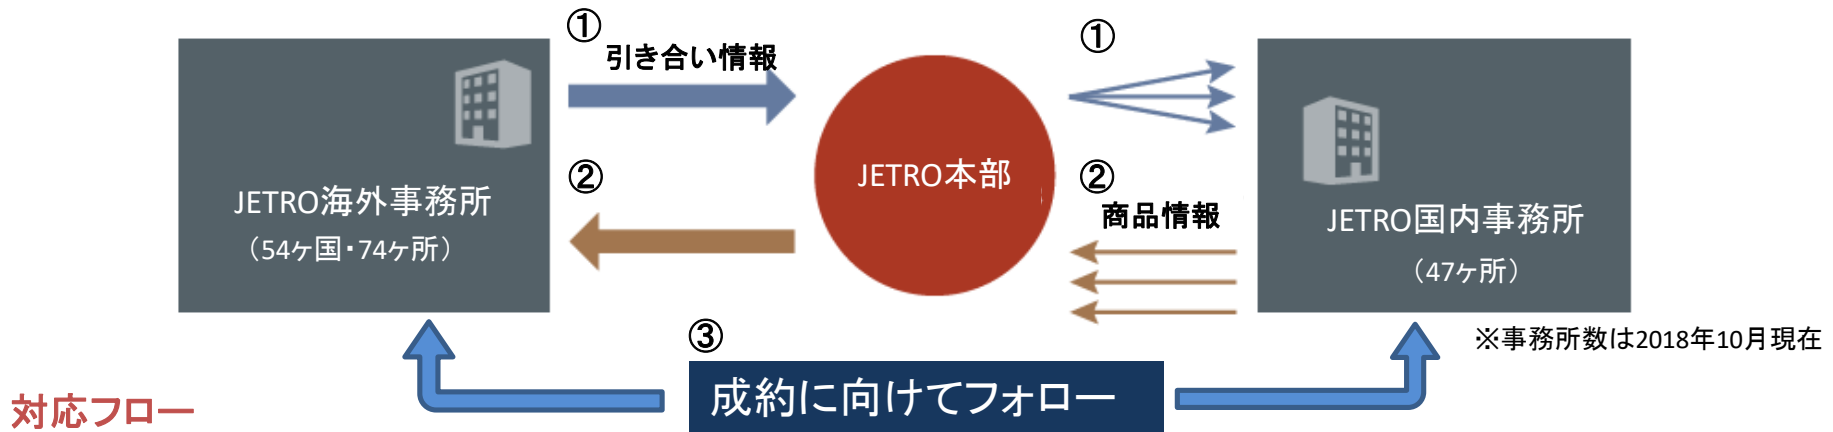 ①
引き合い情報
①
JETRO海外事務所
（54ヶ国・74ヶ所）
②
JETRO本部
②
商品情報
JETRO国内事務所
（47ヶ所）
③
※事務所数は2018年10月現在
成約に向けてフォロー
対応フロー